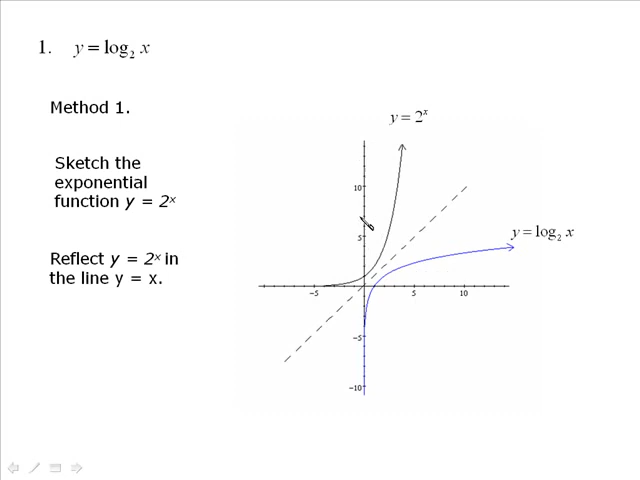 1. y = log₂ x
Method 1.
y = 2ˣ
Sketch the
exponential
function y = 2ˣ
10
5
y = log₂ x
Reflect y = 2ˣ in
the line y = x.
-5
5
10
-5
-10